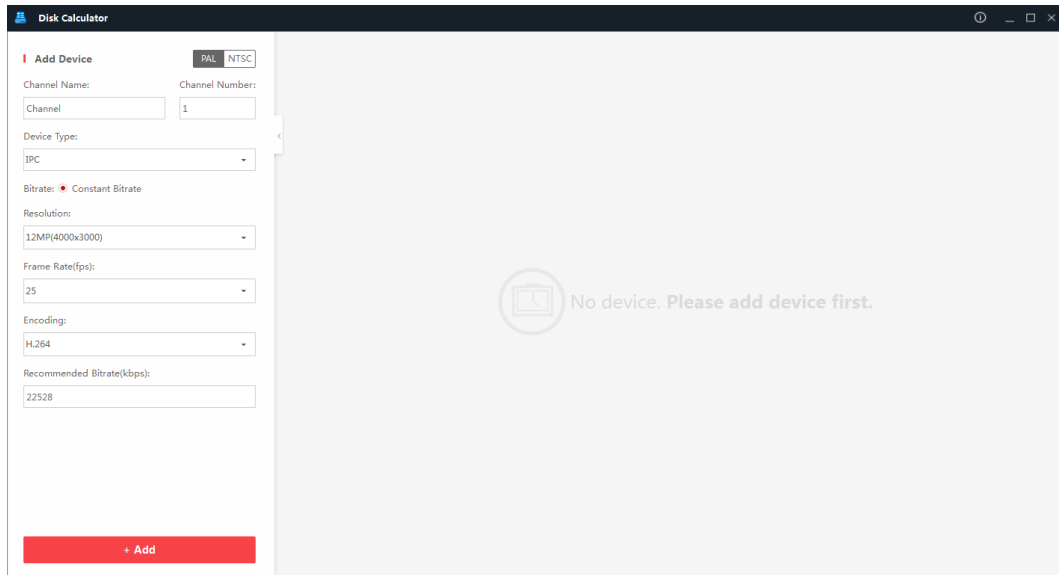 Disk Calculator
Add Device
PAL NTSC
Channel Name: Channel Number:
Channel 1
Device Type:
IPC
Bitrate: Constant Bitrate
Resolution:
12MP(4000x3000)
Frame Rate(fps):
25
Encoding:
H.264
Recommended Bitrate(kbps):
22528
+ Add
No device. Please add device first.